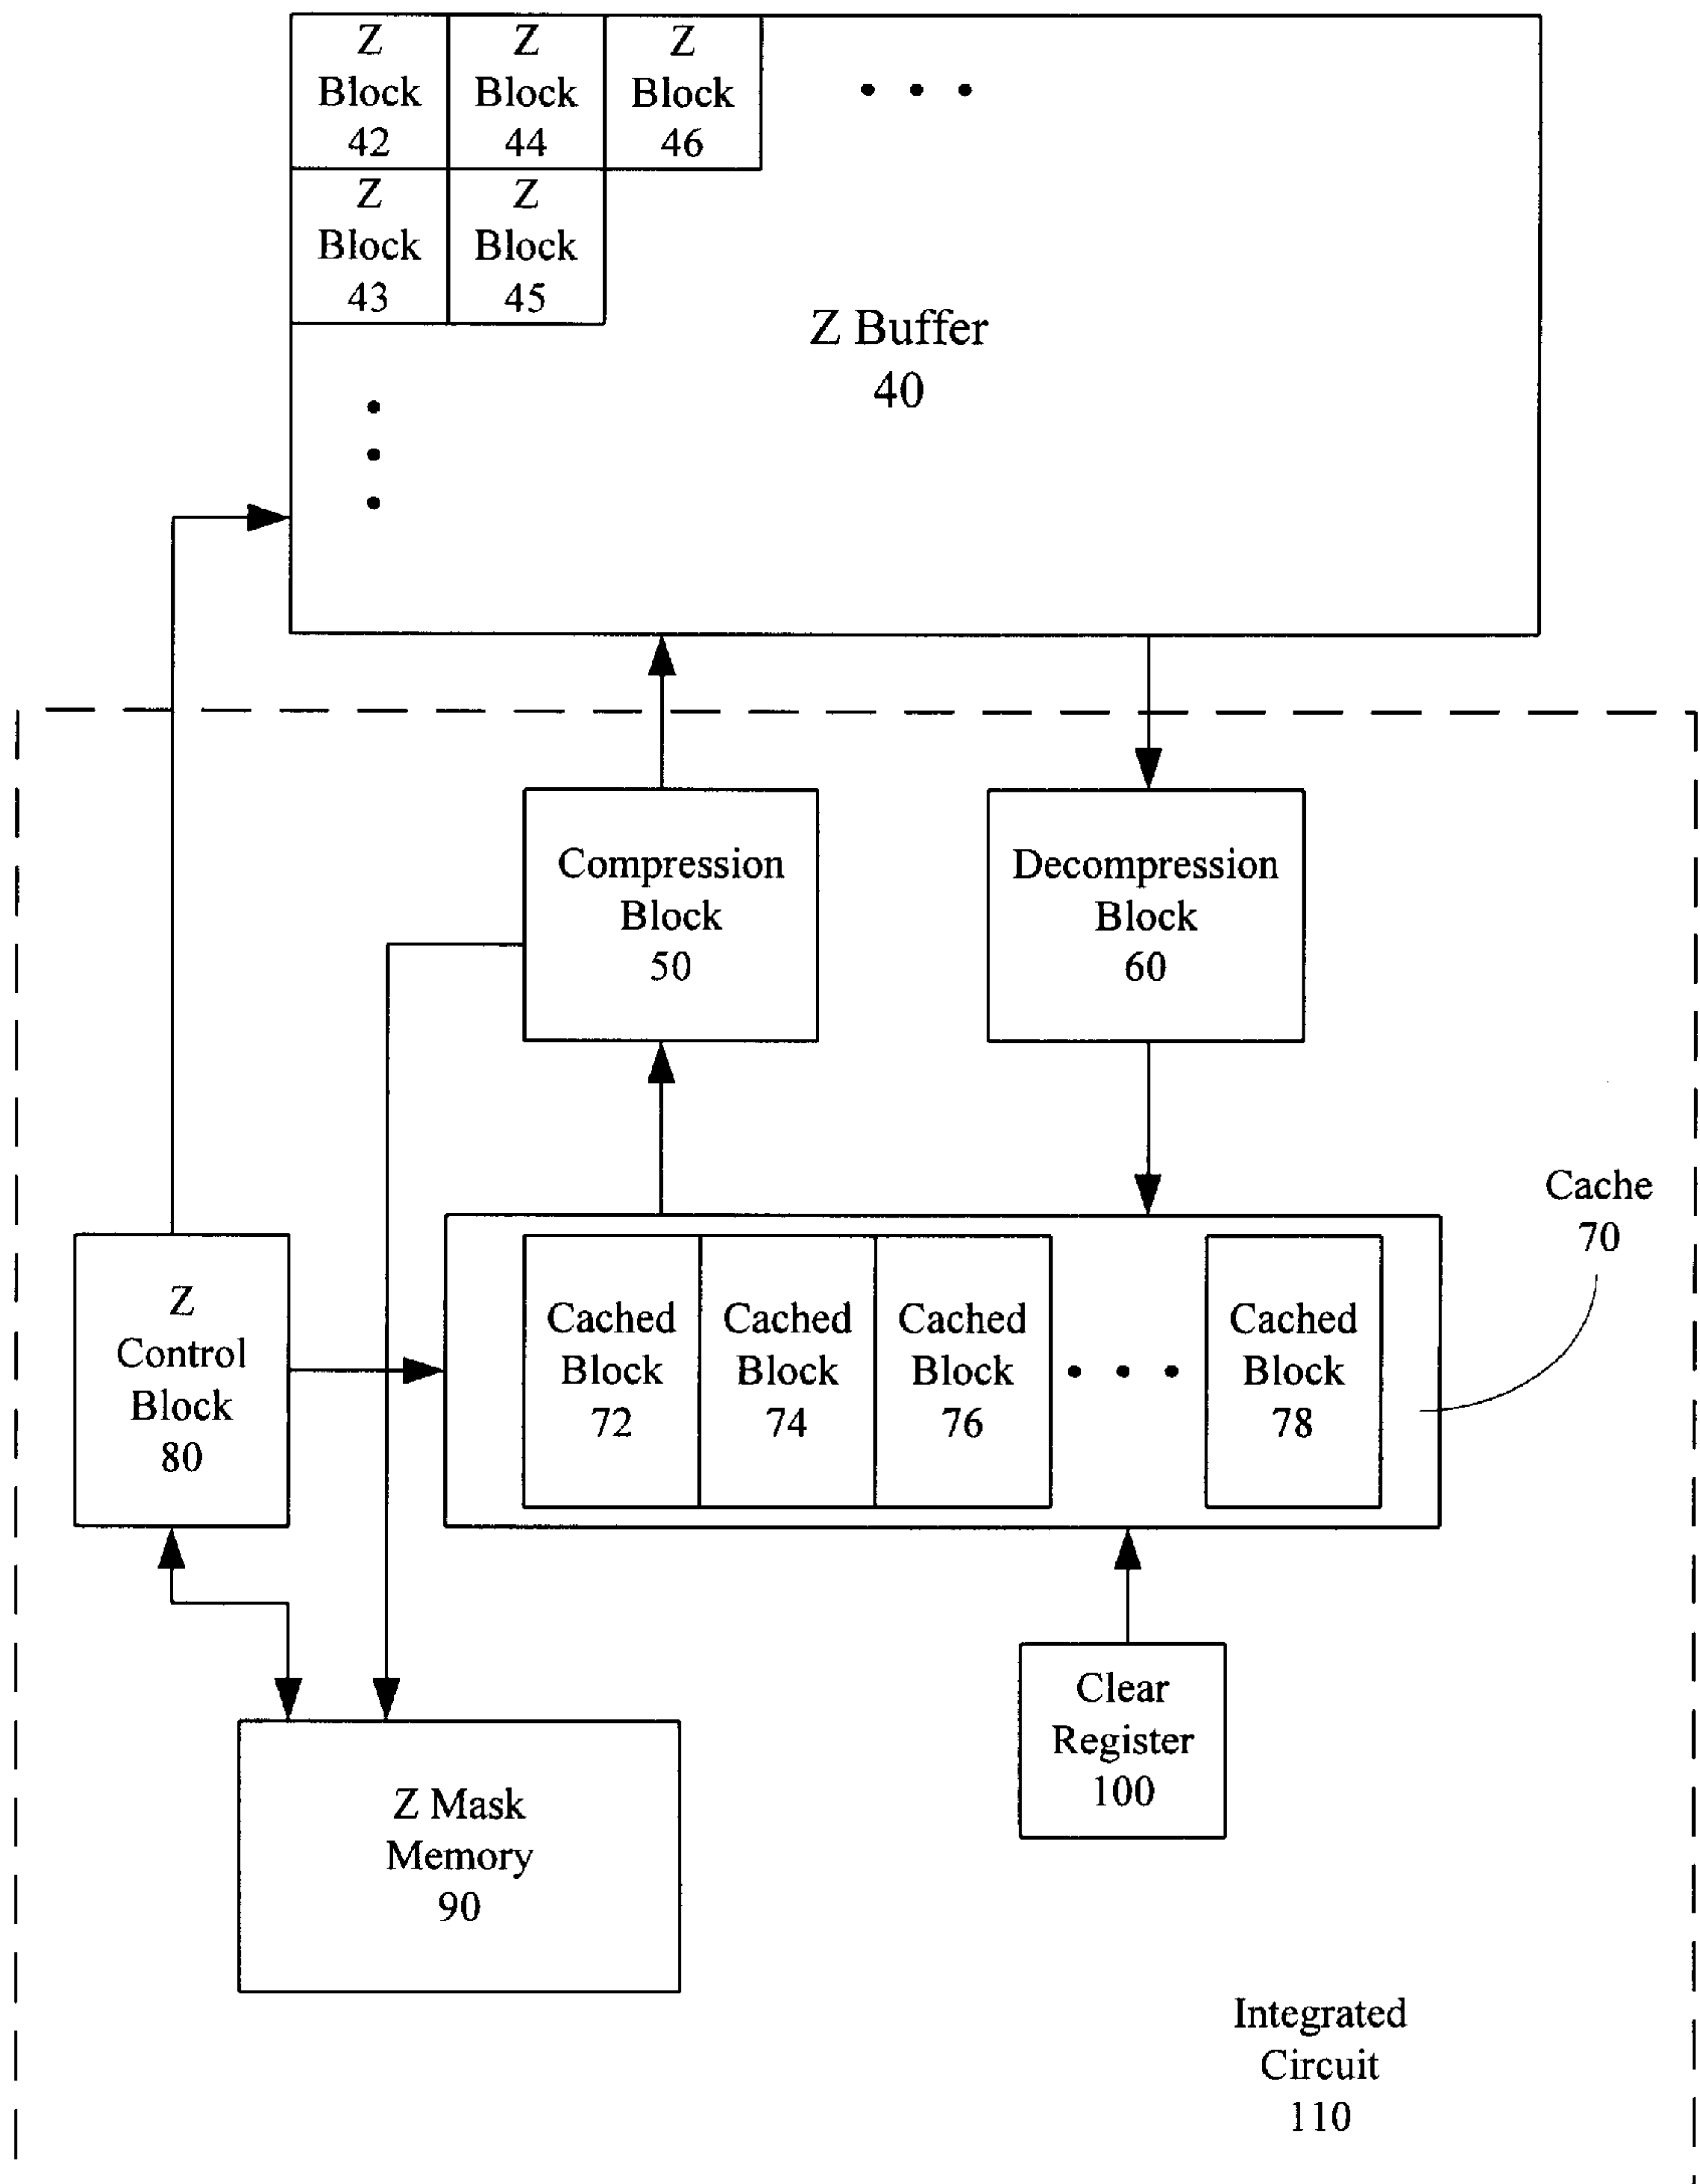 Z
Block
42
Z
Block
44
Z
Block
46
Z
Block
43
Z
Block
45
Z Buffer
40
Compression
Block
50
Decompression
Block
60
Cache
70
Z
Control
Block
80
Cached
Block
72
Cached
Block
74
Cached
Block
76
Cached
Block
78
Clear
Register
100
Z Mask
Memory
90
Integrated
Circuit
110